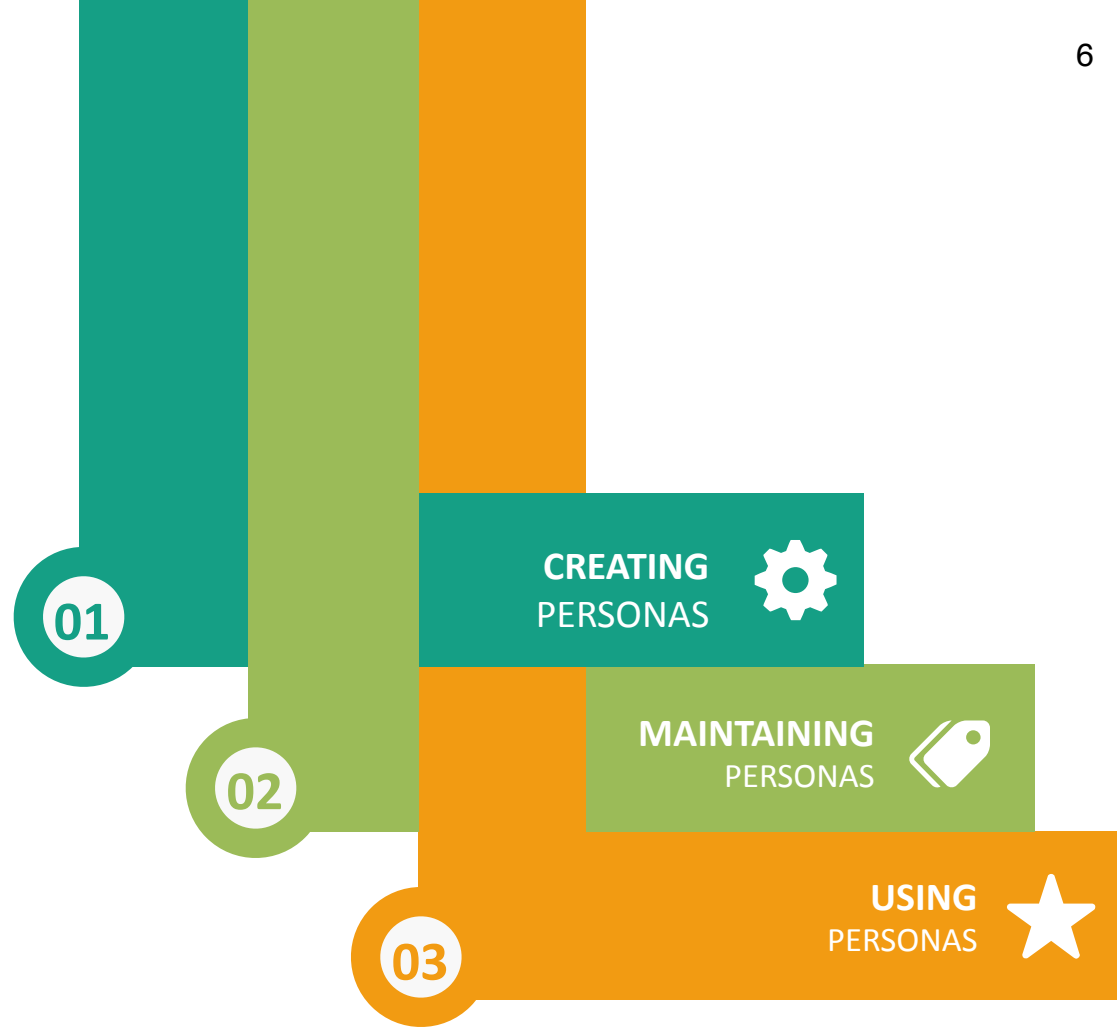 6
01
CREATING
PERSONAS
02
MAINTAINING
PERSONAS
03
USING
PERSONAS